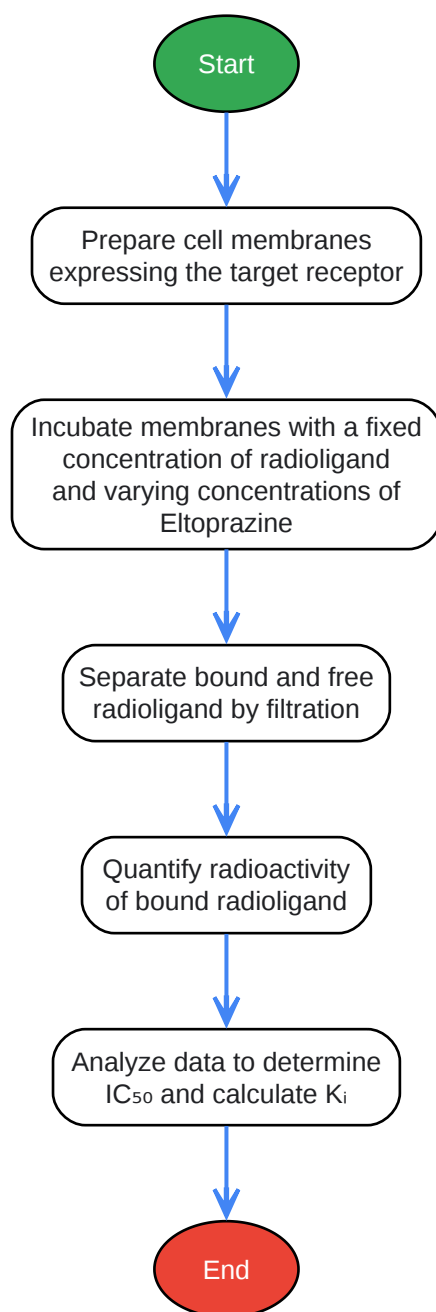 Start
Prepare cell membranes
expressing the target receptor
Incubate membranes with a fixed
concentration of radioligand
and varying concentrations of
Eltoprazine
Separate bound and free
radioligand by filtration
Quantify radioactivity
of bound radioligand
Analyze data to determine
IC₅₀ and calculate Kᵢ
End